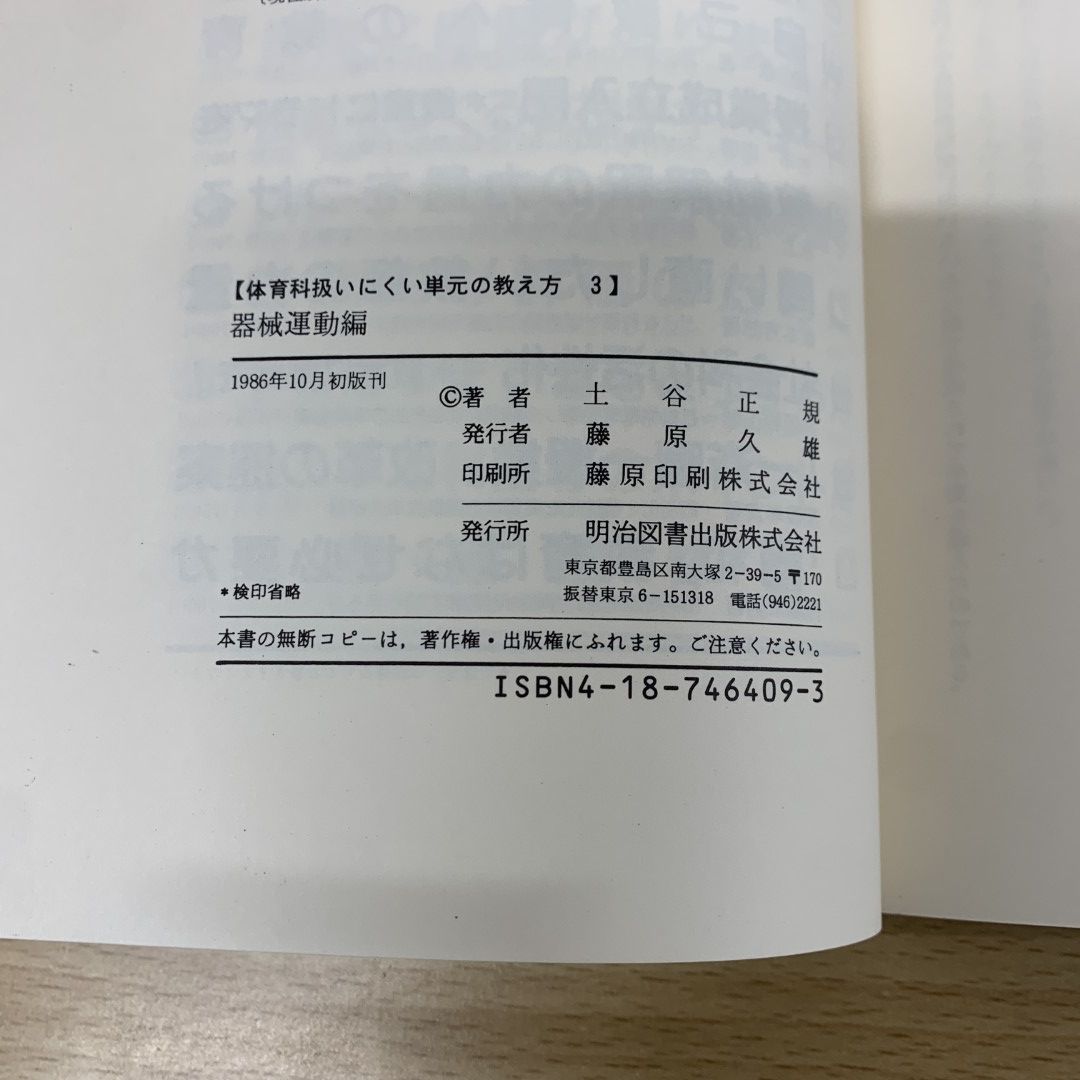 【体育科扱いにくい単元の教え方 3】
器械運動編
1986年10月初版刊
©著者 土谷正規
発行者 藤原久雄
印刷所 藤原印刷株式会社
発行所 明治図書出版株式会社
東京都豊島区南大塚2-39-5 〒170
振替東京6-151318 電話(946)2221
*検印省略
本書の無断コピーは,著作権・出版権にふれます。ご注意ください。
ISBN4-18-746409-3